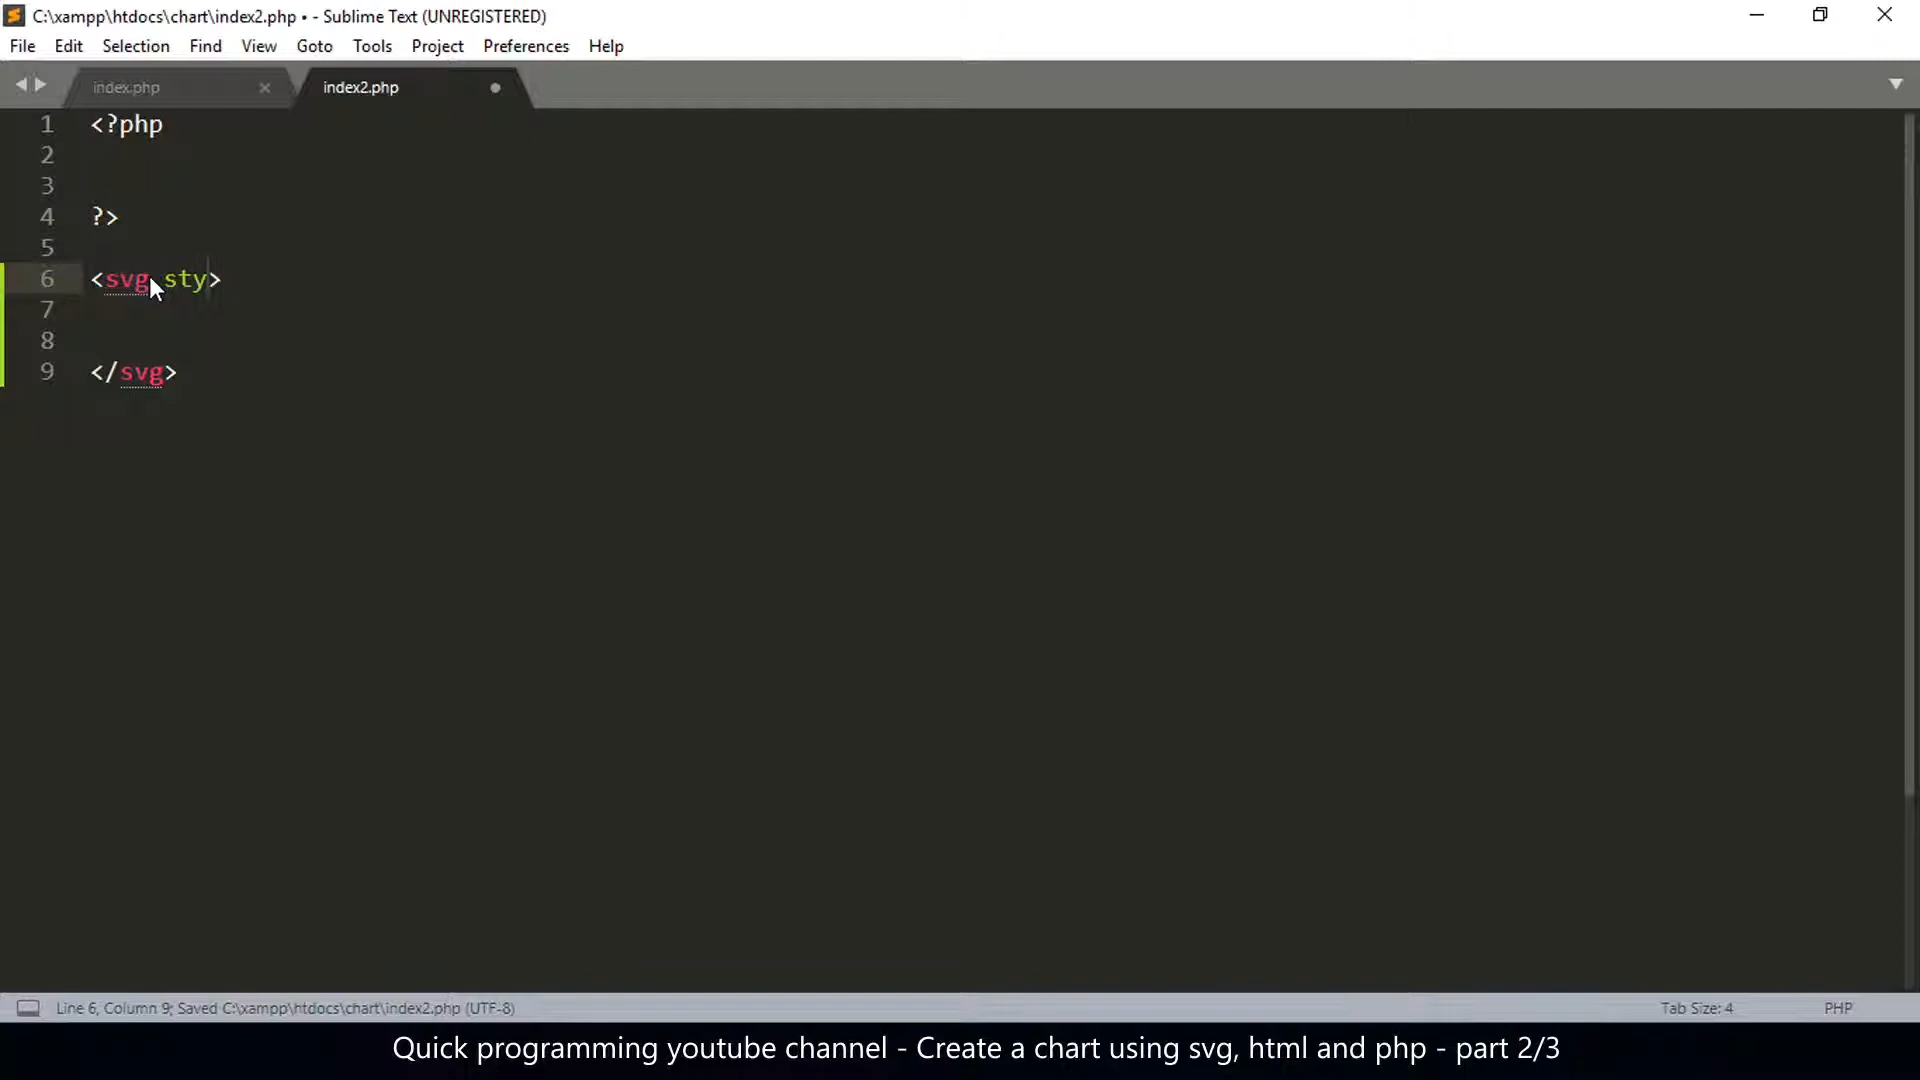 C:\xampp\htdocs\chart\index2.php • - Sublime Text (UNREGISTERED)
File Edit Selection Find View Goto Tools Project Preferences Help
index.php index2.php
1 <?php
2
3
4 ?>
5
6 <svg sty>
7
8
9 </svg>
Line 6, Column 9; Saved C:\xampp\htdocs\chart\index2.php (UTF-8) Tab Size: 4 PHP
Quick programming youtube channel - Create a chart using svg, html and php - part 2/3